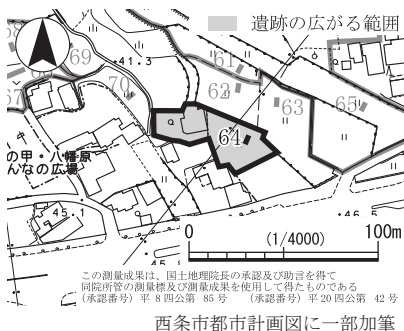 遺跡の広がる範囲
69
41.3
61
67
70
62
63
65
64
の甲・八幡原
んなの広場
45.1
46.5
0
(1/4000)
100m
この測量成果は、国土地理院長の承認及び助言を得て
同院所管の測量標及び測量成果を使用して得たものである
(承認番号) 平 8 四公第 85 号 (承認番号) 平 20 四公第 42 号
西条市都市計画図に一部加筆